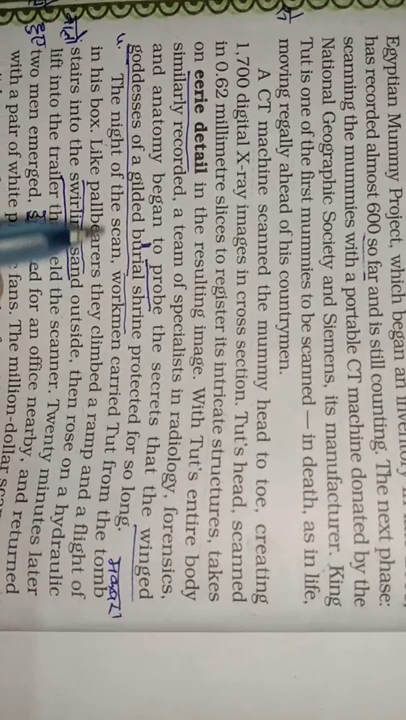 Egyptian Mummy Project, which began an inventory
has recorded almost 600 so far and is still counting. The next phase:
scanning the mummies with a portable CT machine donated by the
National Geographic Society and Siemens, its manufacturer. King
Tut is one of the first mummies to be scanned — in death, as in life,
moving regally ahead of his countrymen.
A CT machine scanned the mummy head to toe, creating
1,700 digital X-ray images in cross section. Tut's head, scanned
in 0.62 millimetre slices to register its intricate structures, takes
on eerie detail in the resulting image. With Tut's entire body
similarly recorded, a team of specialists in radiology, forensics,
and anatomy began to probe the secrets that the winged
goddesses of a gilded burial shrine protected for so long.
The night of the scan, workmen carried Tut from the tomb
मकबरा
in his box. Like pallbearers they climbed a ramp and a flight of
stairs into the swirling sand outside, then rose on a hydraulic
lift into the trailer held the scanner. Twenty minutes later
two men emerged, for an office nearby, and returned
with a pair of white fans. The million-dollar